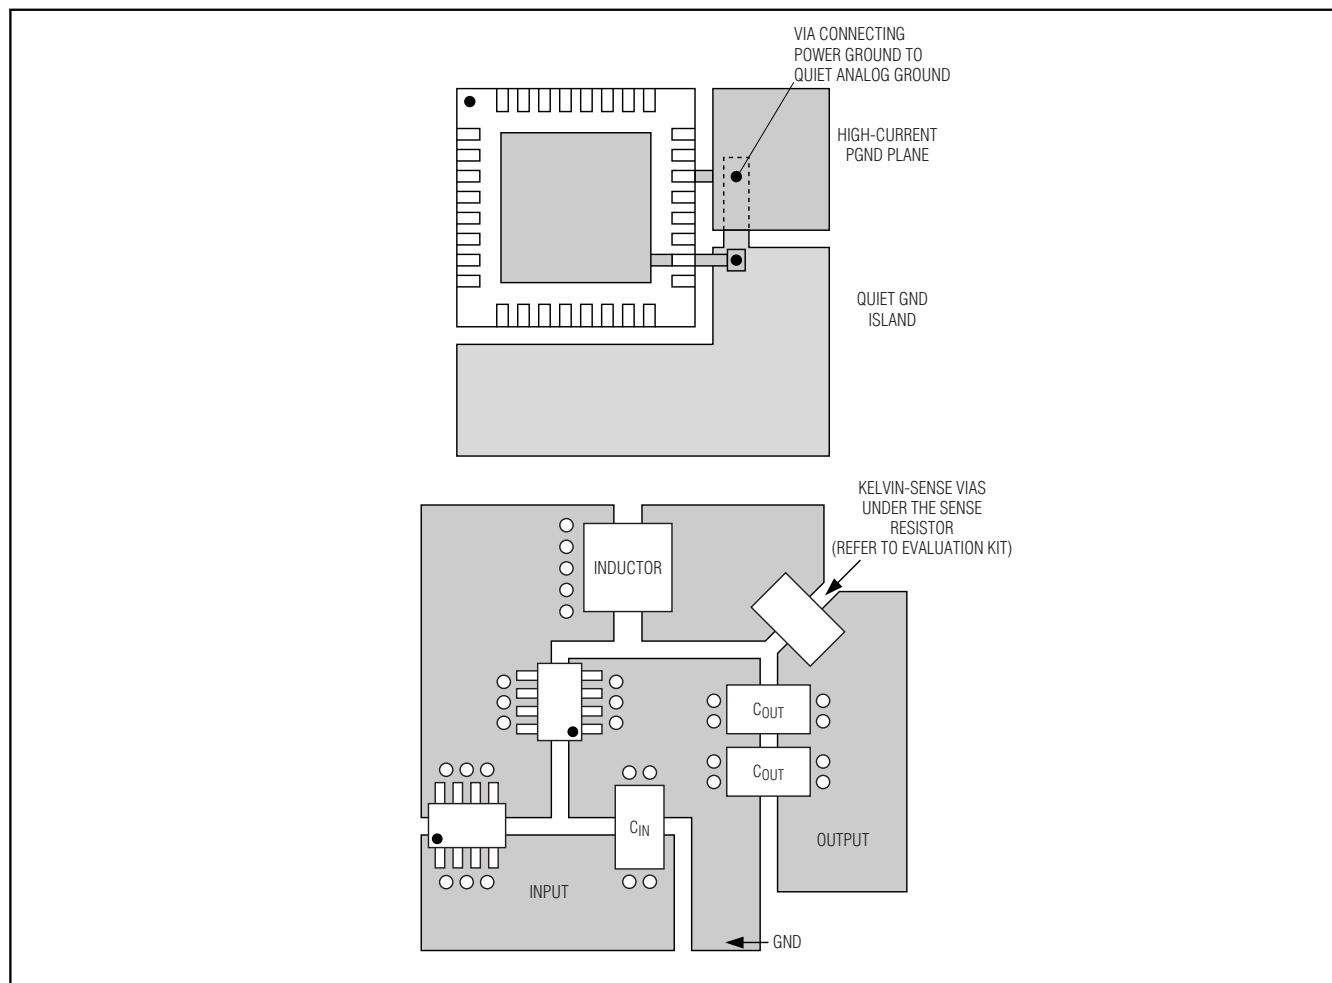 VIA CONNECTING
POWER GROUND TO
QUIET ANALOG GROUND
HIGH-CURRENT
PGND PLANE
QUIET GND
ISLAND
KELVIN-SENSE VIAS
UNDER THE SENSE
RESISTOR
(REFER TO EVALUATION KIT)
INDUCTOR
COUT
COUT
CIN
OUTPUT
INPUT
GND